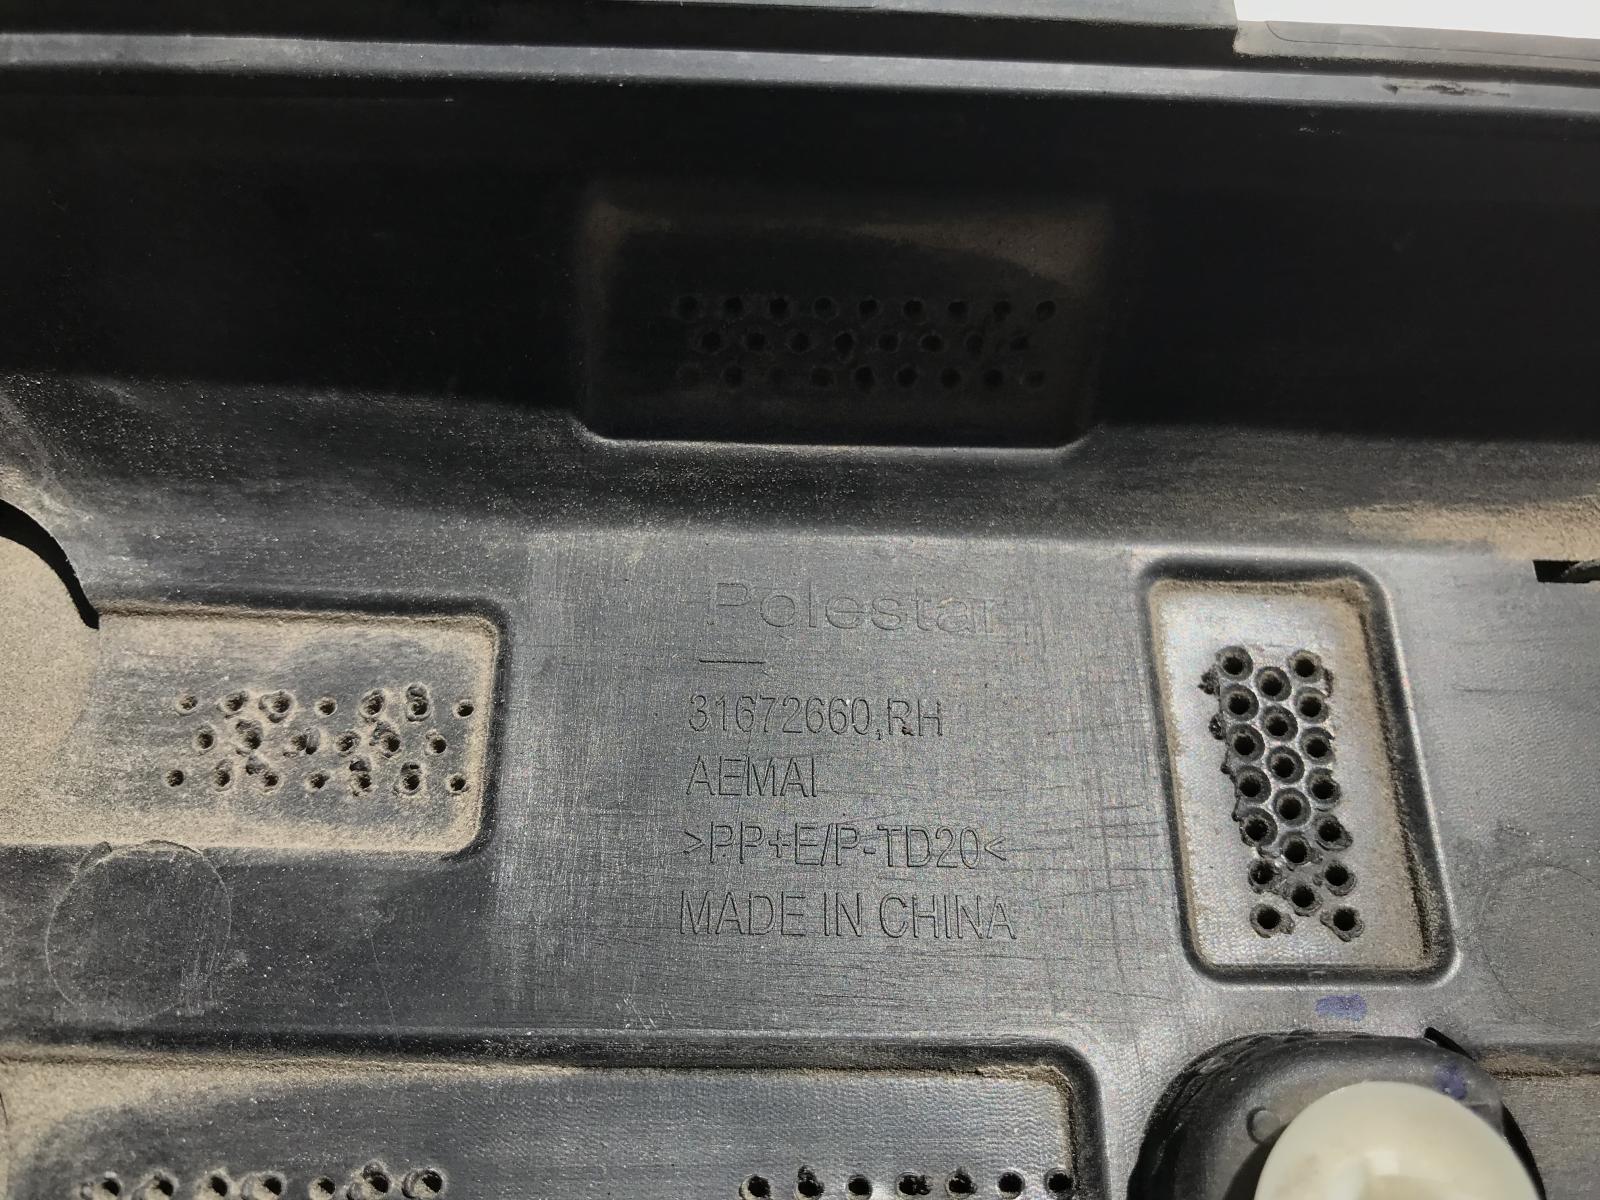 Polestar
31672660,RH
AEMAI
>PP+E/P-TD20<
MADE IN CHINA